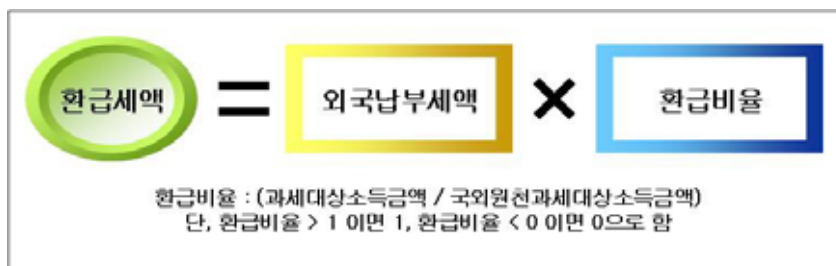 환급세액 = 외국납부세액 × 환급비율
환급비율 : (과세대상소득금액 / 국외원천과세대상소득금액)
단, 환급비율 > 1 이면 1, 환급비율 < 0 이면 0으로 함